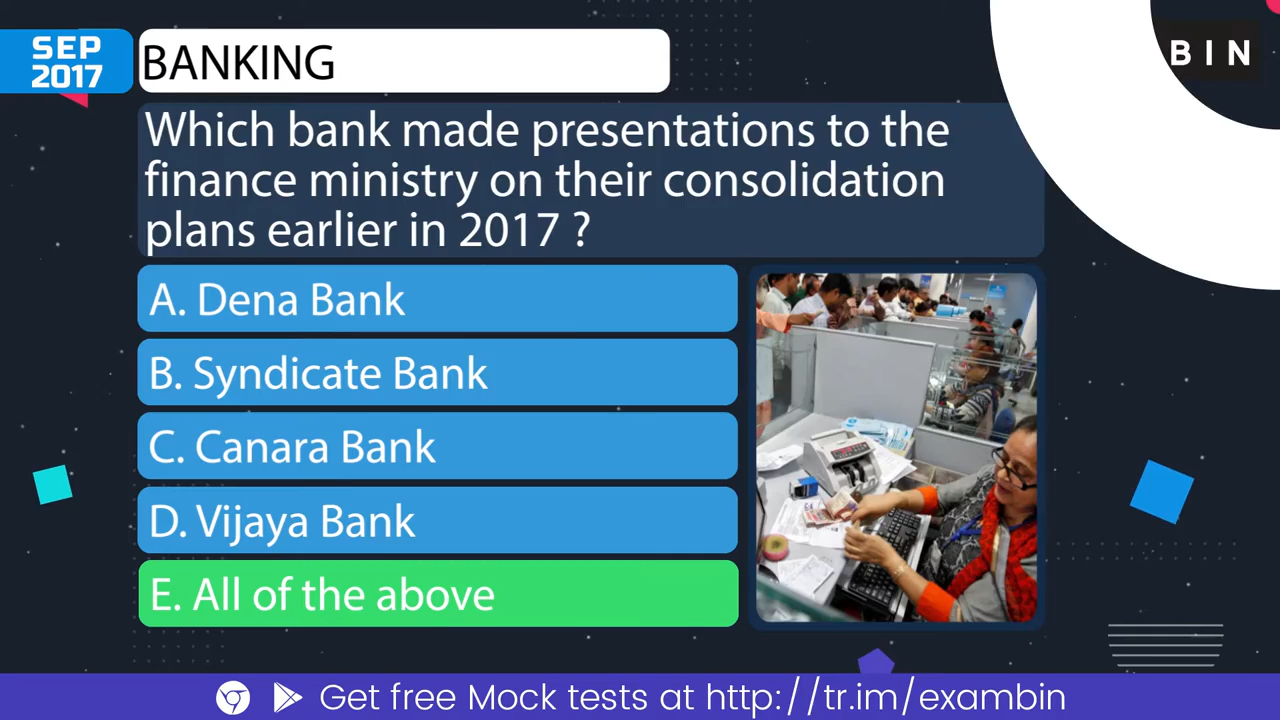 SEP
2017
BANKING
BIN
Which bank made presentations to the
finance ministry on their consolidation
plans earlier in 2017 ?
A. Dena Bank
B. Syndicate Bank
C. Canara Bank
D. Vijaya Bank
E. All of the above
Get free Mock tests at http://tr.im/exambin